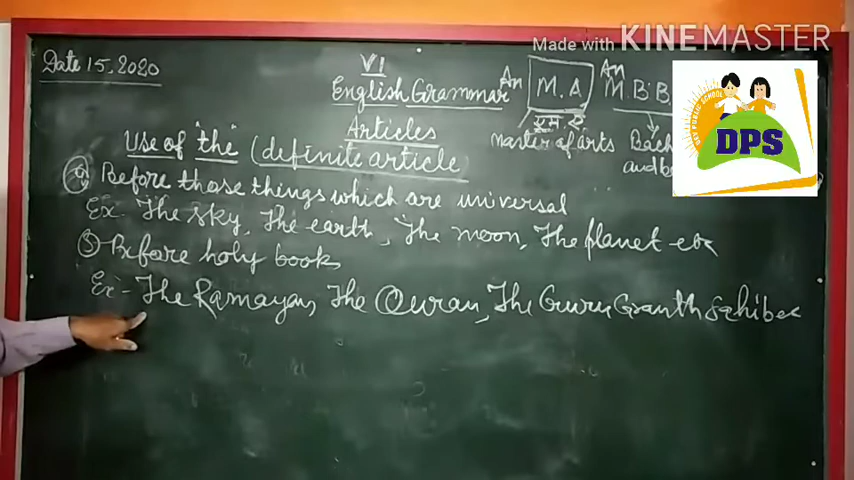 Made with KINEMASTER
Date 15, 2020
VI
English Grammar
Articles
An M.A
एम ए
master of arts
An M.B.B.
Bach
DPS
Use of "the" (definite article
Before those things which are universal
Ex. The sky, The earth, The moon, The planet etc
Before holy book
Ex- The Ramayan, The Quran, The Guru Granth Sahib